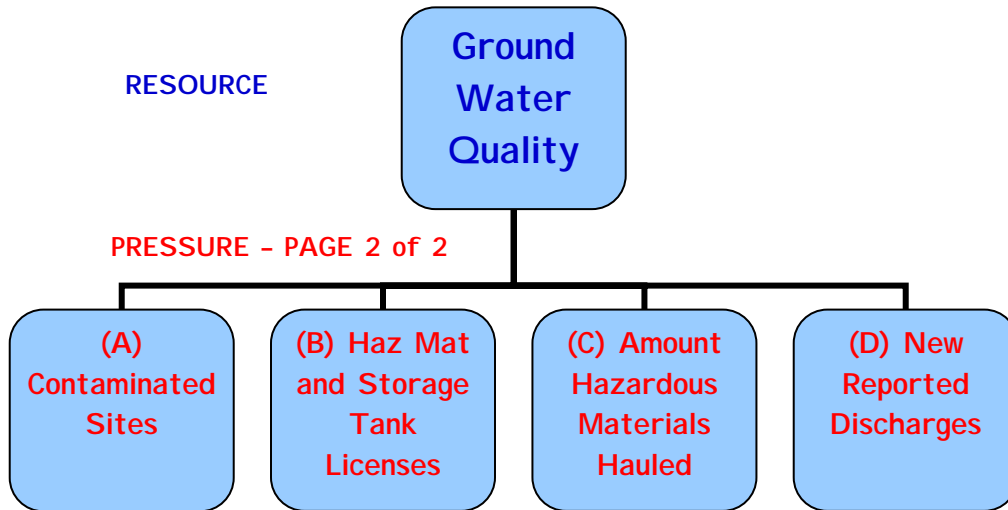 Ground
Water
Quality
RESOURCE
PRESSURE – PAGE 2 of 2
(A)
Contaminated
Sites
(B) Haz Mat
and Storage
Tank
Licenses
(C) Amount
Hazardous
Materials
Hauled
(D) New
Reported
Discharges